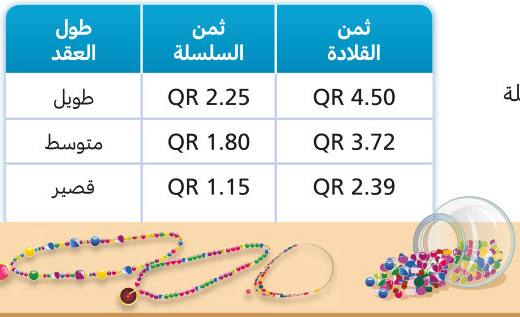 ثمن القلادة	ثمن السلسلة	طول العقد
QR 4.50	QR 2.25	طويل
QR 3.72	QR 1.80	متوسط
QR 2.39	QR 1.15	قصير